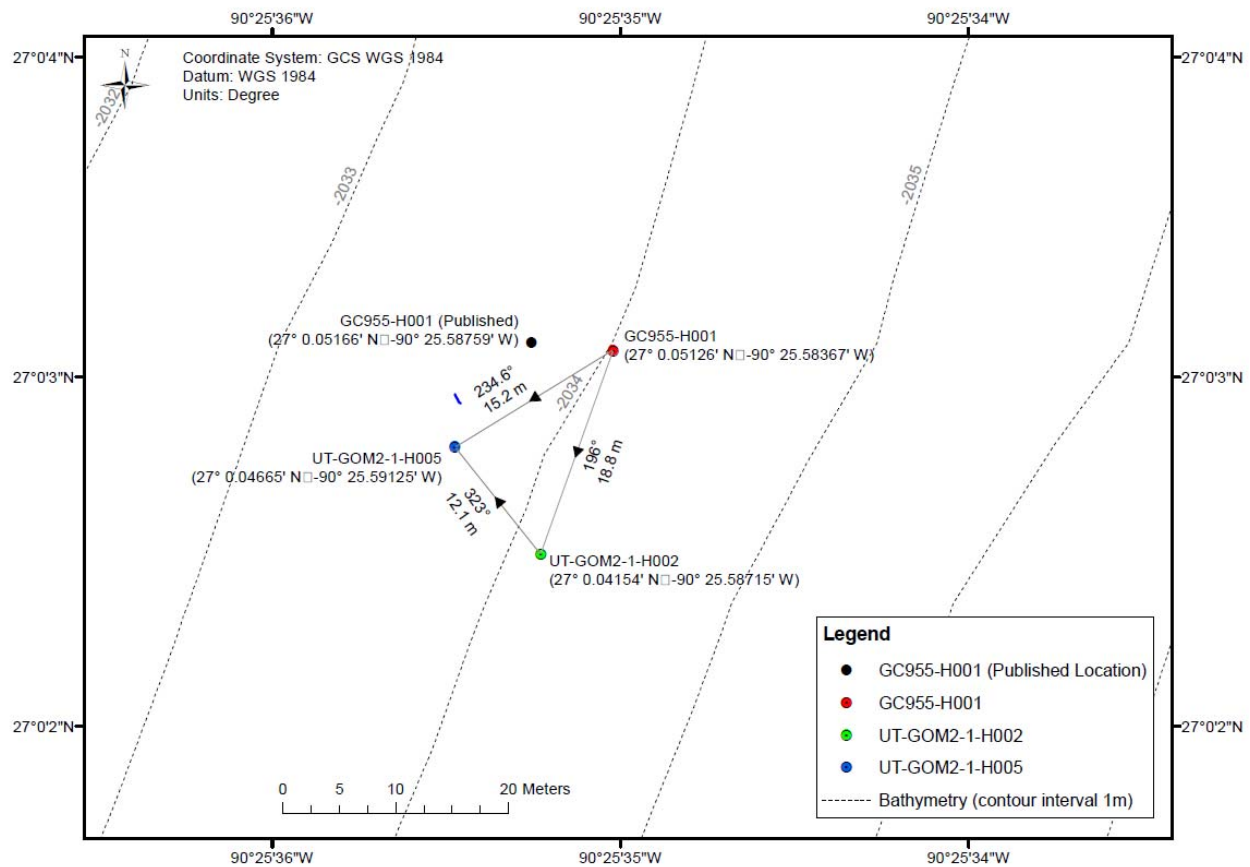 90°25'36"W 90°25'35"W 90°25'34"W
27°0'4"N 27°0'4"N
N
Coordinate System: GCS WGS 1984
Datum: WGS 1984
Units: Degree
-2032
-2033
-2035
GC955-H001 (Published)
(27° 0.05166' N□-90° 25.58759' W)
GC955-H001
(27° 0.05126' N□-90° 25.58367' W)
27°0'3"N 27°0'3"N
234.6°
15.2 m
-2034
196°
18.8 m
UT-GOM2-1-H005
(27° 0.04665' N□-90° 25.59125' W)
323°
12.1 m
UT-GOM2-1-H002
(27° 0.04154' N□-90° 25.58715' W)
Legend
GC955-H001 (Published Location)
GC955-H001
UT-GOM2-1-H002
UT-GOM2-1-H005
Bathymetry (contour interval 1m)
27°0'2"N 27°0'2"N
0 5 10 20 Meters
90°25'36"W 90°25'35"W 90°25'34"W